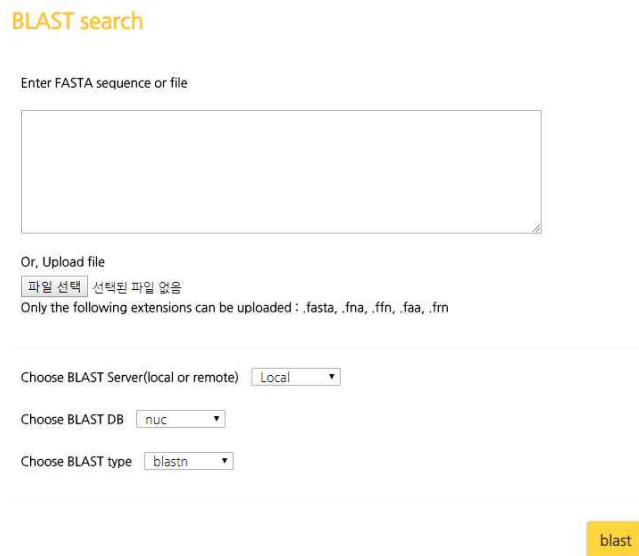 BLAST search
Enter FASTA sequence or file
Or, Upload file
파일 선택 선택된 파일 없음
Only the following extensions can be uploaded : .fasta, .fna, .ffn, .faa, .frn
Choose BLAST Server(local or remote) Local
Choose BLAST DB nuc
Choose BLAST type blastn
blast